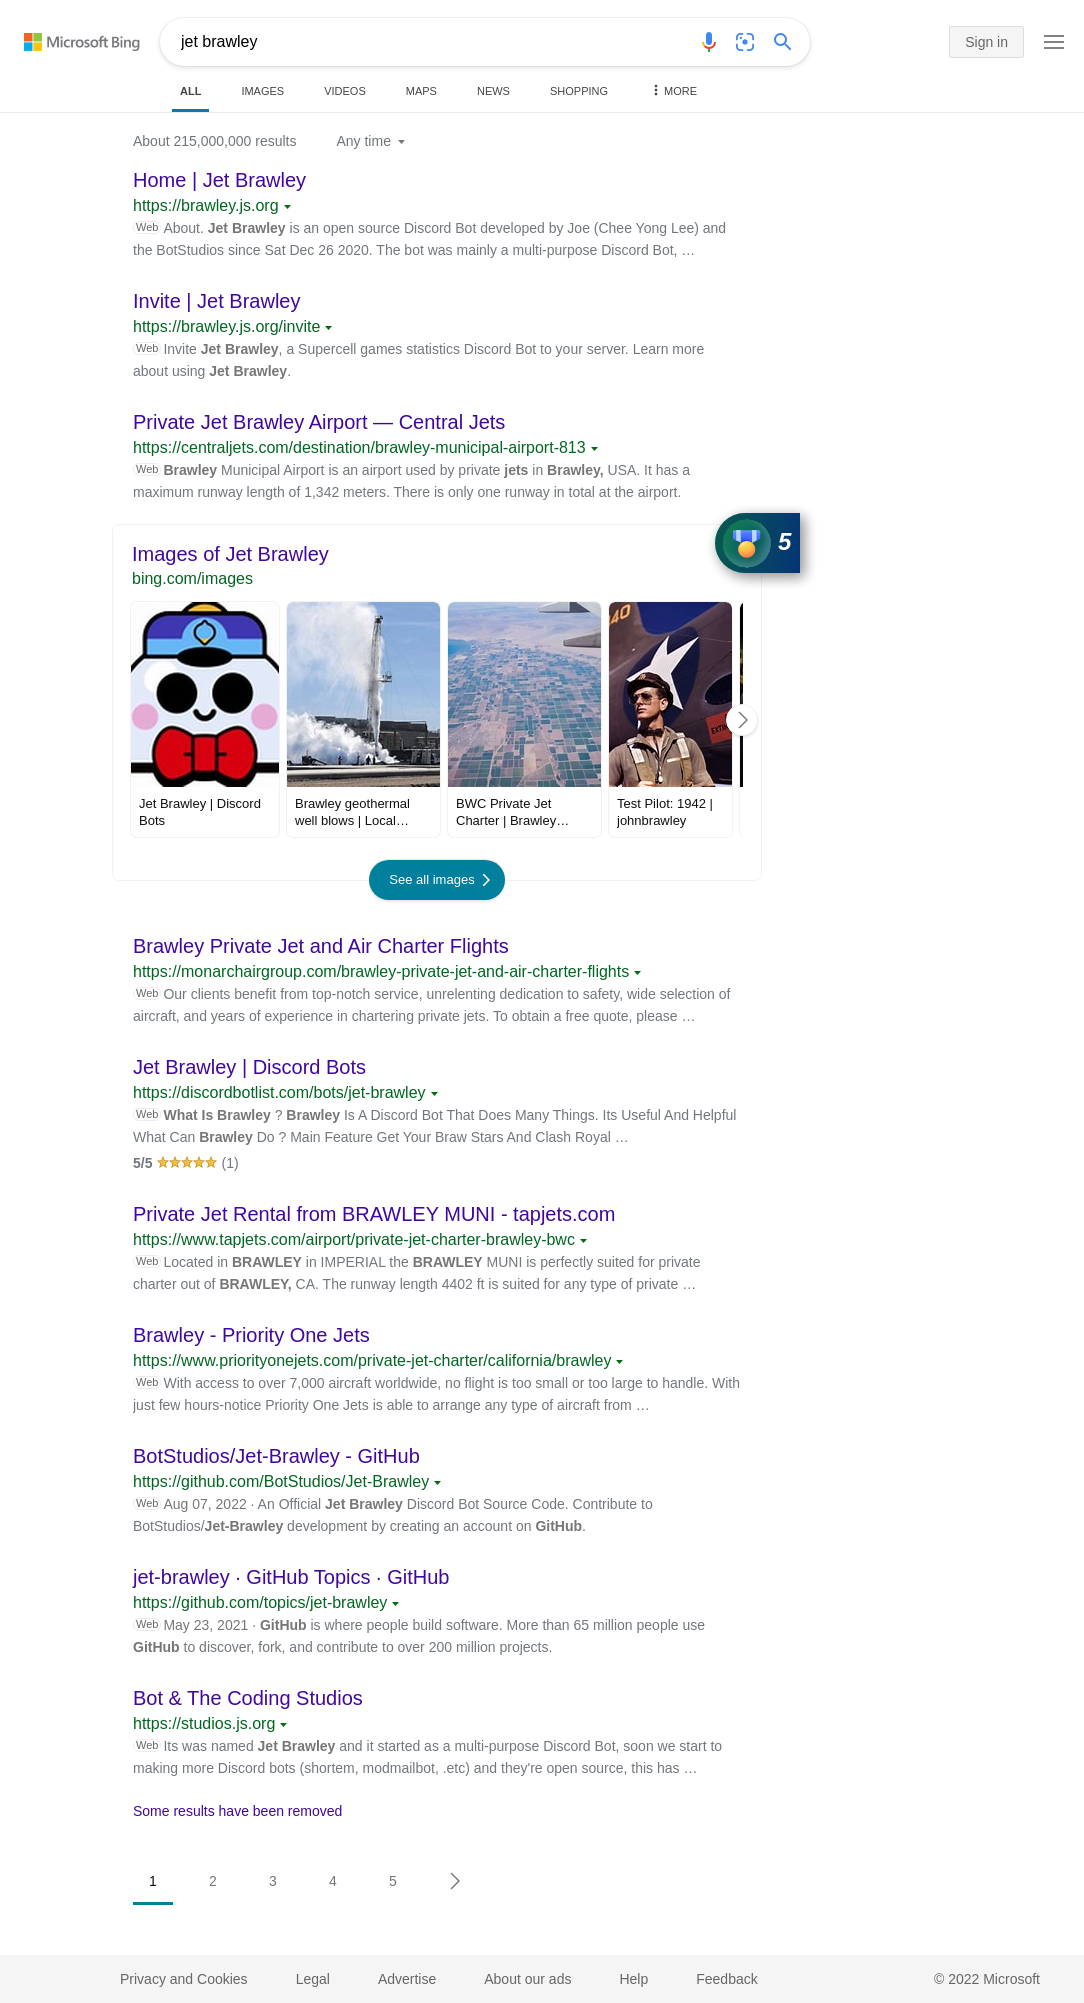 Microsoft Bing
jet brawley
Sign in
ALL IMAGES VIDEOS MAPS NEWS SHOPPING MORE
About 215,000,000 results Any time
Home | Jet Brawley
https://brawley.js.org
Web About. Jet Brawley is an open source Discord Bot developed by Joe (Chee Yong Lee) and
the BotStudios since Sat Dec 26 2020. The bot was mainly a multi-purpose Discord Bot, …
Invite | Jet Brawley
https://brawley.js.org/invite
Web Invite Jet Brawley, a Supercell games statistics Discord Bot to your server. Learn more
about using Jet Brawley.
Private Jet Brawley Airport — Central Jets
https://centraljets.com/destination/brawley-municipal-airport-813
Web Brawley Municipal Airport is an airport used by private jets in Brawley, USA. It has a
maximum runway length of 1,342 meters. There is only one runway in total at the airport.
5
Images of Jet Brawley
bing.com/images
40
Jet Brawley | Discord
Bots
Brawley geothermal
well blows | Local…
BWC Private Jet
Charter | Brawley…
Test Pilot: 1942 |
johnbrawley
See all images
Brawley Private Jet and Air Charter Flights
https://monarchairgroup.com/brawley-private-jet-and-air-charter-flights
Web Our clients benefit from top-notch service, unrelenting dedication to safety, wide selection of
aircraft, and years of experience in chartering private jets. To obtain a free quote, please …
Jet Brawley | Discord Bots
https://discordbotlist.com/bots/jet-brawley
Web What Is Brawley ? Brawley Is A Discord Bot That Does Many Things. Its Useful And Helpful
What Can Brawley Do ? Main Feature Get Your Braw Stars And Clash Royal …
5/5 (1)
Private Jet Rental from BRAWLEY MUNI - tapjets.com
https://www.tapjets.com/airport/private-jet-charter-brawley-bwc
Web Located in BRAWLEY in IMPERIAL the BRAWLEY MUNI is perfectly suited for private
charter out of BRAWLEY, CA. The runway length 4402 ft is suited for any type of private …
Brawley - Priority One Jets
https://www.priorityonejets.com/private-jet-charter/california/brawley
Web With access to over 7,000 aircraft worldwide, no flight is too small or too large to handle. With
just few hours-notice Priority One Jets is able to arrange any type of aircraft from …
BotStudios/Jet-Brawley - GitHub
https://github.com/BotStudios/Jet-Brawley
Web Aug 07, 2022 · An Official Jet Brawley Discord Bot Source Code. Contribute to
BotStudios/Jet-Brawley development by creating an account on GitHub.
jet-brawley · GitHub Topics · GitHub
https://github.com/topics/jet-brawley
Web May 23, 2021 · GitHub is where people build software. More than 65 million people use
GitHub to discover, fork, and contribute to over 200 million projects.
Bot & The Coding Studios
https://studios.js.org
Web Its was named Jet Brawley and it started as a multi-purpose Discord Bot, soon we start to
making more Discord bots (shortem, modmailbot, .etc) and they're open source, this has …
Some results have been removed
1 2 3 4 5
Privacy and Cookies Legal Advertise About our ads Help Feedback © 2022 Microsoft